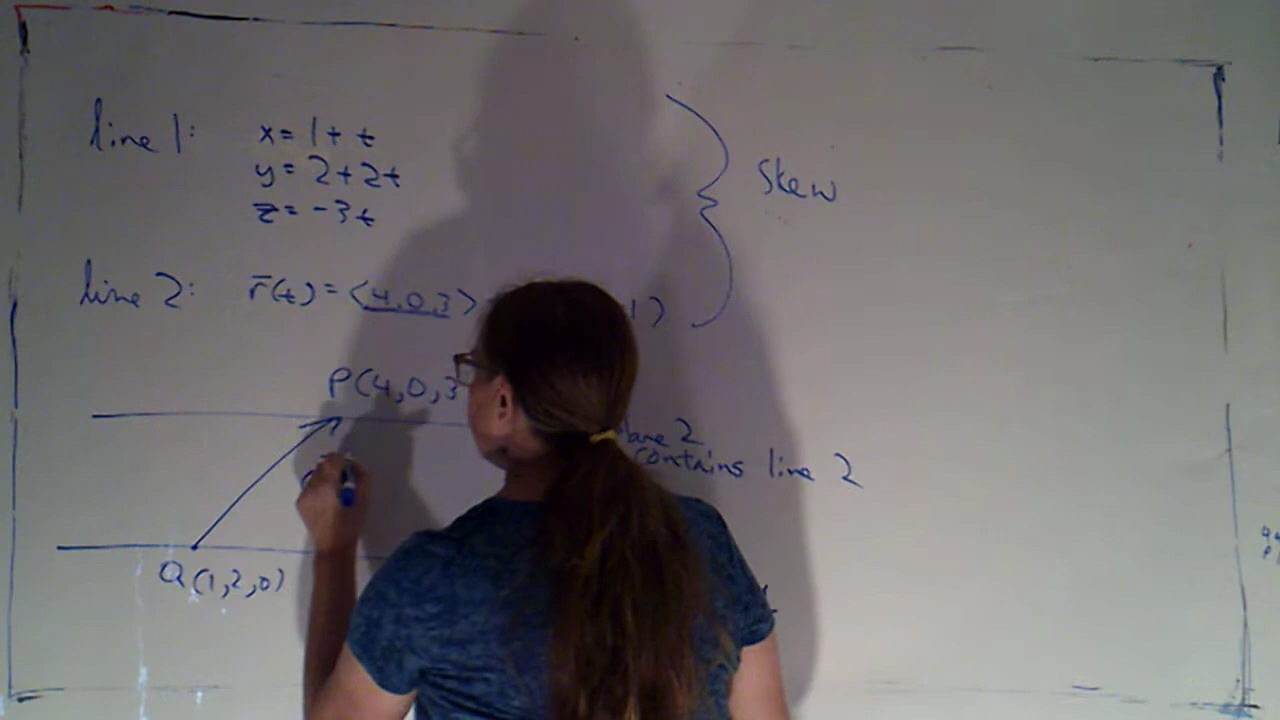 line 1: x = 1 + t
y = 2 + 2t
z = -3t
skew
line 2: r̄(t) = <4,0,3> 1>
P(4,0,3
2
contains line 2
Q(1,2,0)